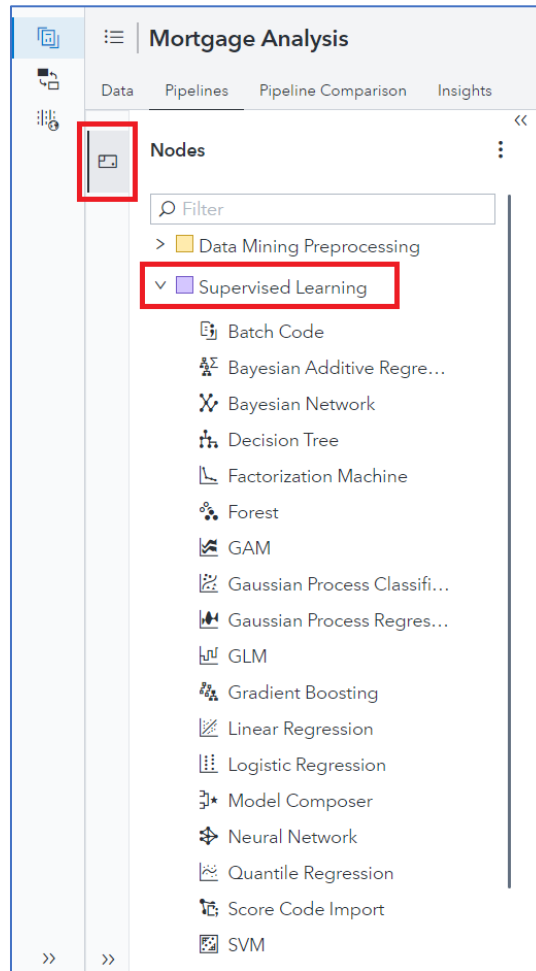 Mortgage Analysis
Data Pipelines Pipeline Comparison Insights
Nodes
Filter
Data Mining Preprocessing
Supervised Learning
Batch Code
Bayesian Additive Regre...
Bayesian Network
Decision Tree
Factorization Machine
Forest
GAM
Gaussian Process Classifi...
Gaussian Process Regres...
GLM
Gradient Boosting
Linear Regression
Logistic Regression
Model Composer
Neural Network
Quantile Regression
Score Code Import
SVM